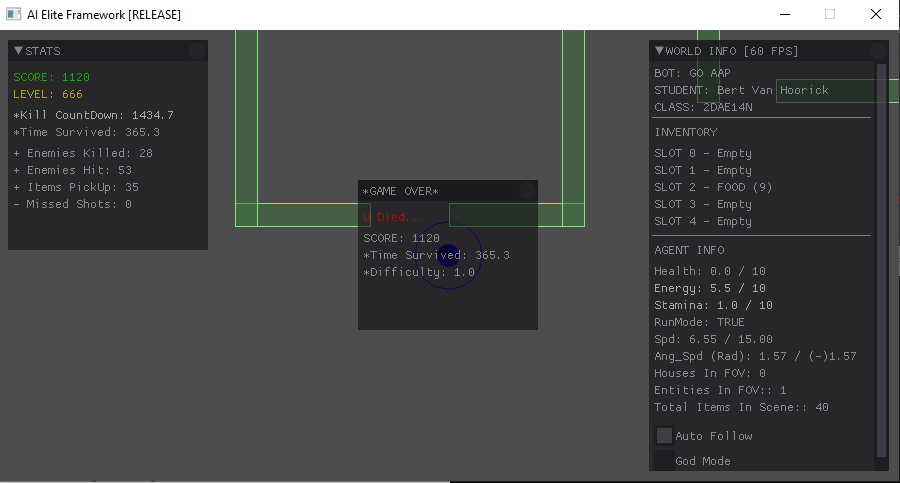 AI Elite Framework [RELEASE]
STATS
SCORE: 1120
LEVEL: 666
*Kill CountDown: 1434.7
*Time Survived: 365.3
+ Enemies Killed: 28
+ Enemies Hit: 53
+ Items PickUp: 35
- Missed Shots: 0
*GAME OVER*
U Died...
SCORE: 1120
*Time Survived: 365.3
*Difficulty: 1.0
WORLD INFO [60 FPS]
BOT: GO AAP
STUDENT: Bert Van Hoorick
CLASS: 2DAE14N
INVENTORY
SLOT 0 - Empty
SLOT 1 - Empty
SLOT 2 - FOOD (9)
SLOT 3 - Empty
SLOT 4 - Empty
AGENT INFO
Health: 0.0 / 10
Energy: 5.5 / 10
Stamina: 1.0 / 10
RunMode: TRUE
Spd: 6.55 / 15.00
Ang_Spd (Rad): 1.57 / (-)1.57
Houses In FOV: 0
Entities In FOV:: 1
Total Items In Scene:: 40
Auto Follow
God Mode